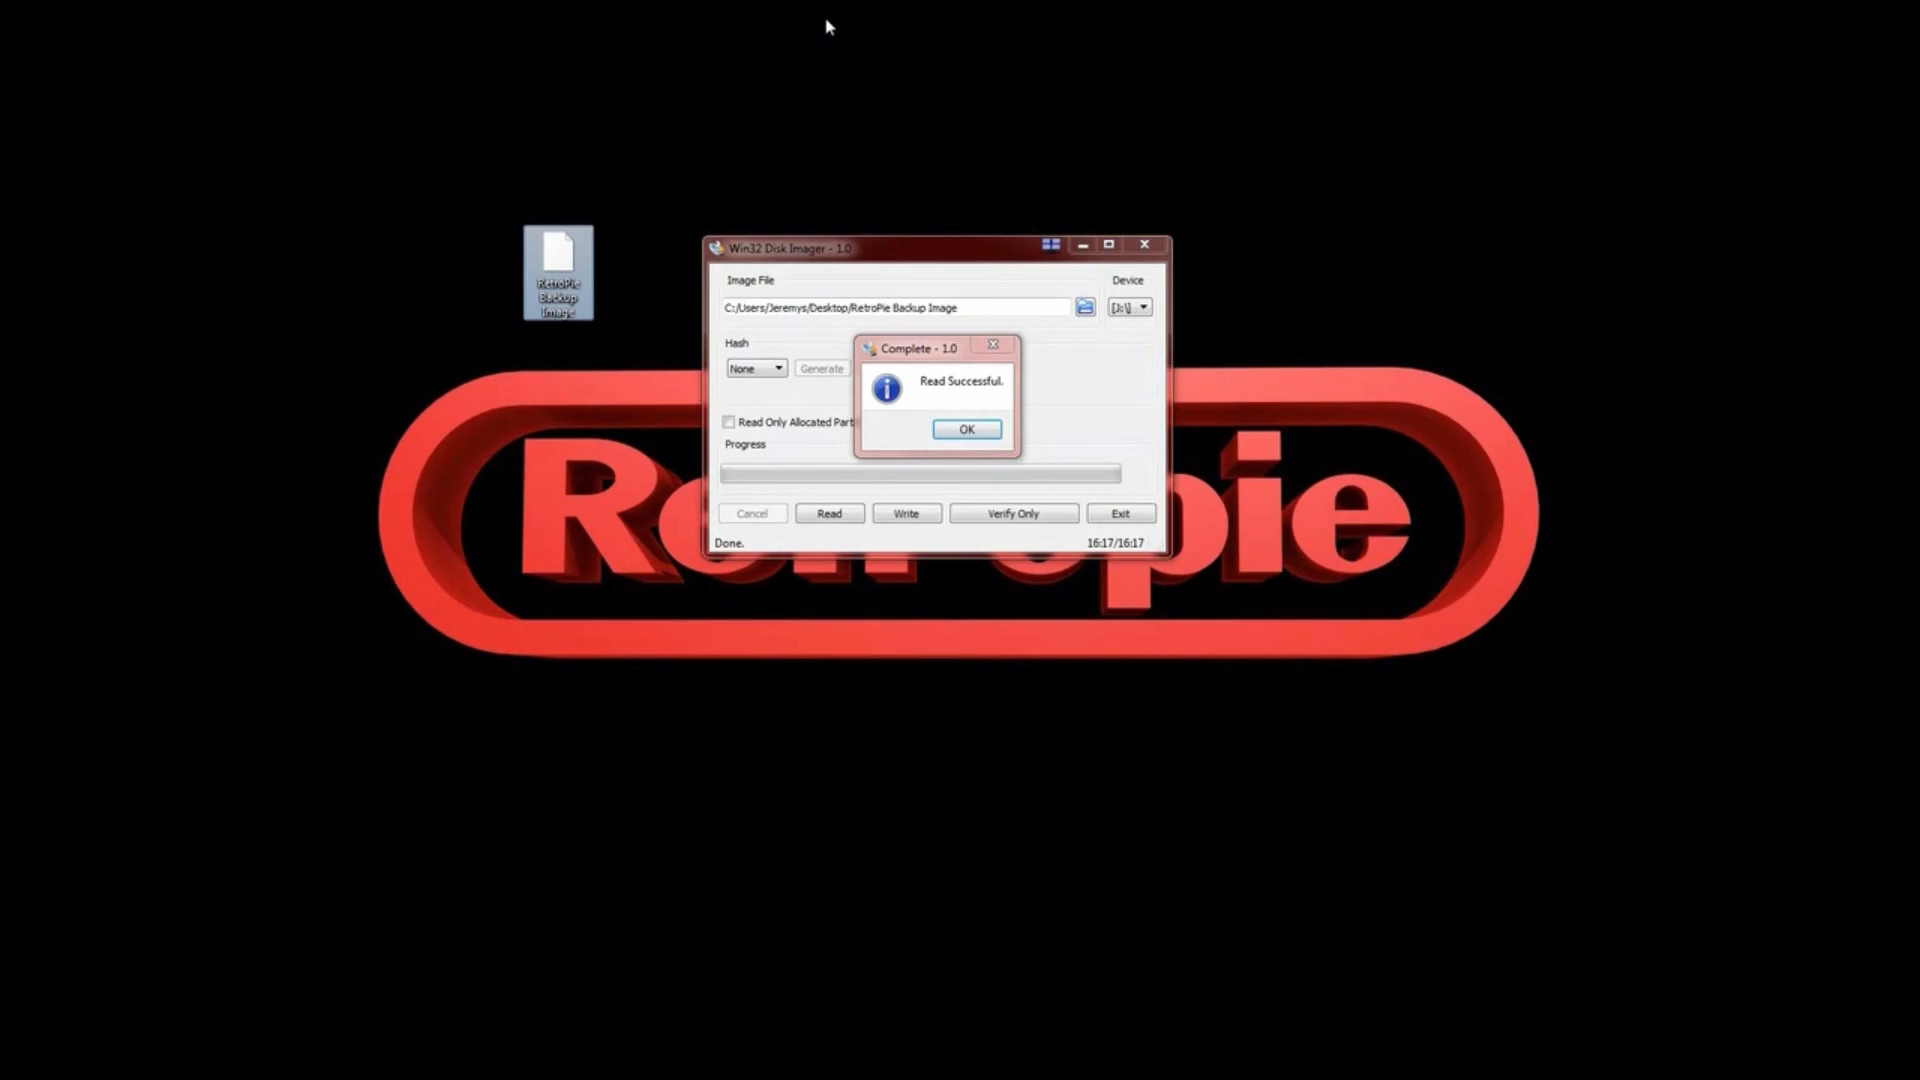 RetroPie
Backup
Image
Win32 Disk Imager - 1.0
Image File
Device
C:/Users/Jeremys/Desktop/RetroPie Backup Image
[J:\]
Hash
None
Generate
Complete - 1.0
Read Successful.
OK
Read Only Allocated Part
Progress
Cancel
Read
Write
Verify Only
Exit
Done.
16:17/16:17